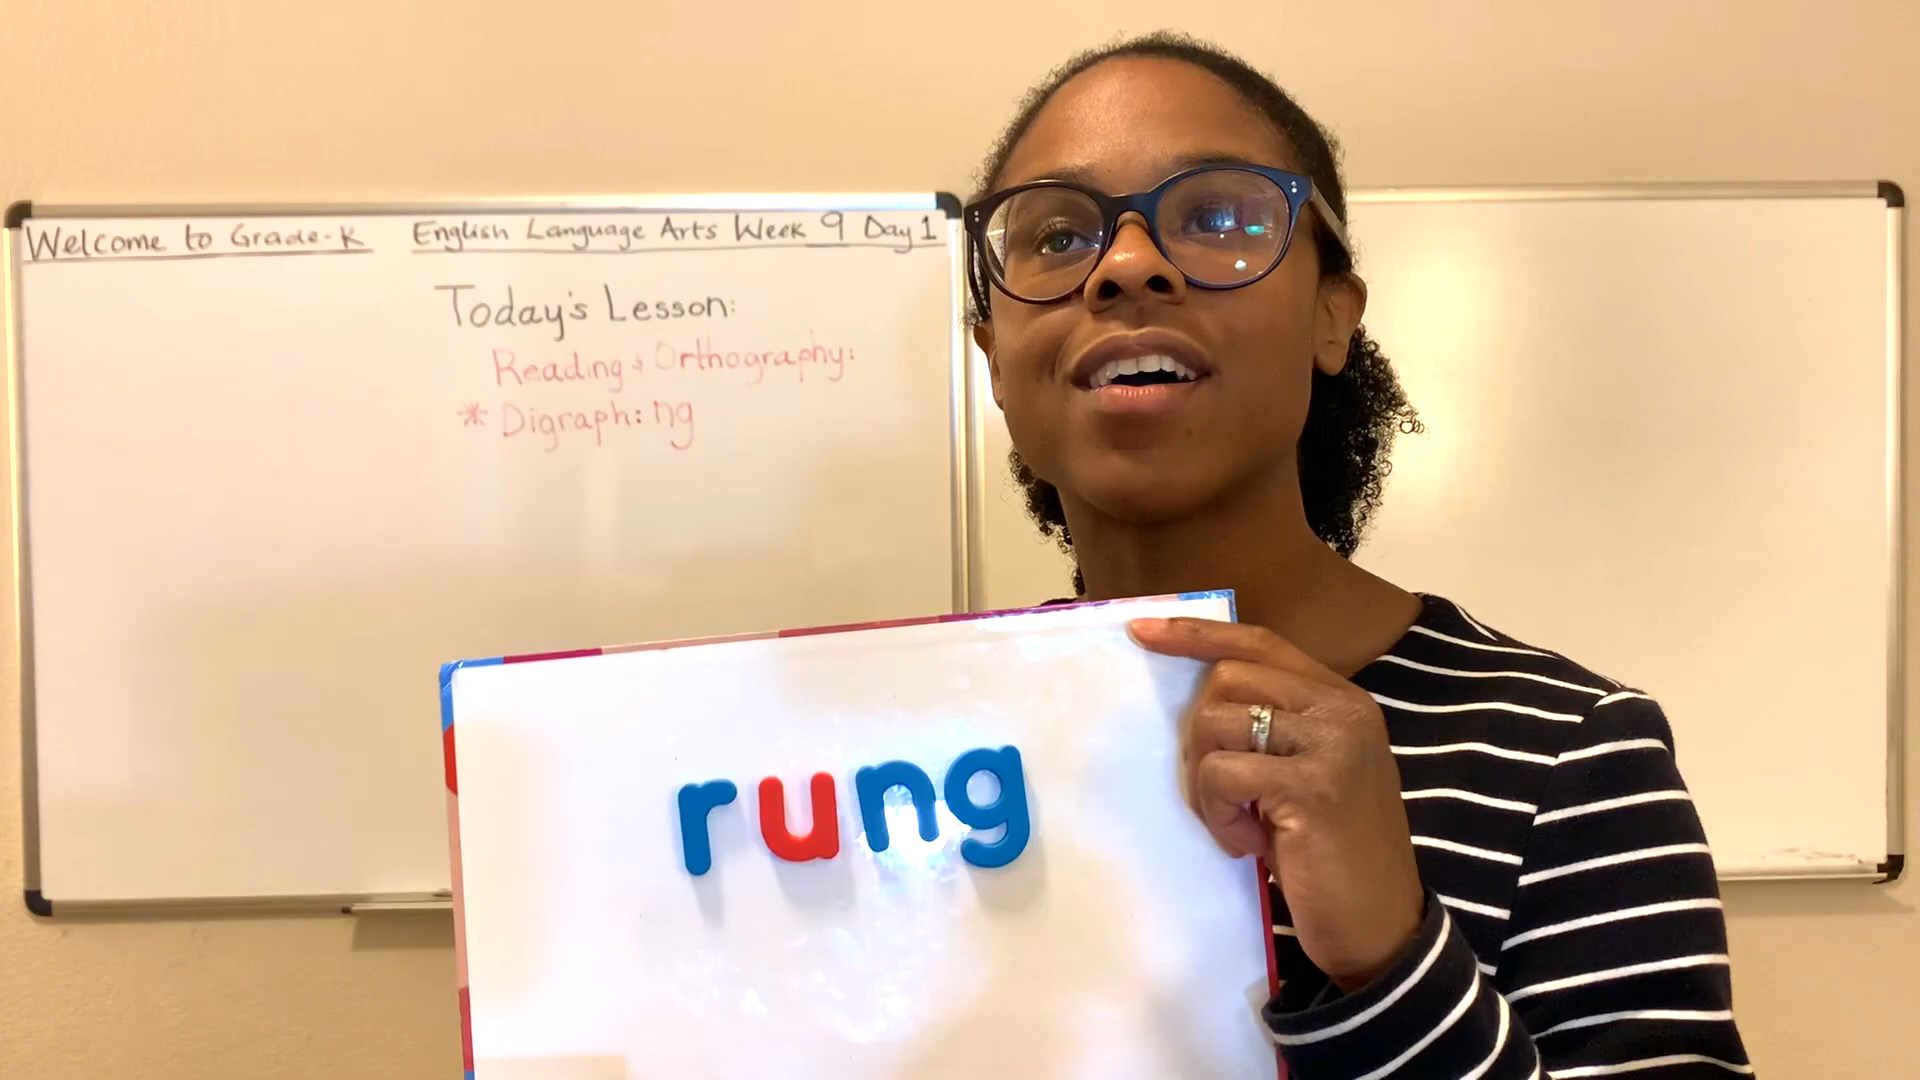 Welcome to Grade-K English Language Arts Week 9 Day 1
Today's Lesson:
Reading & Orthography:
* Digraph: ng
rung